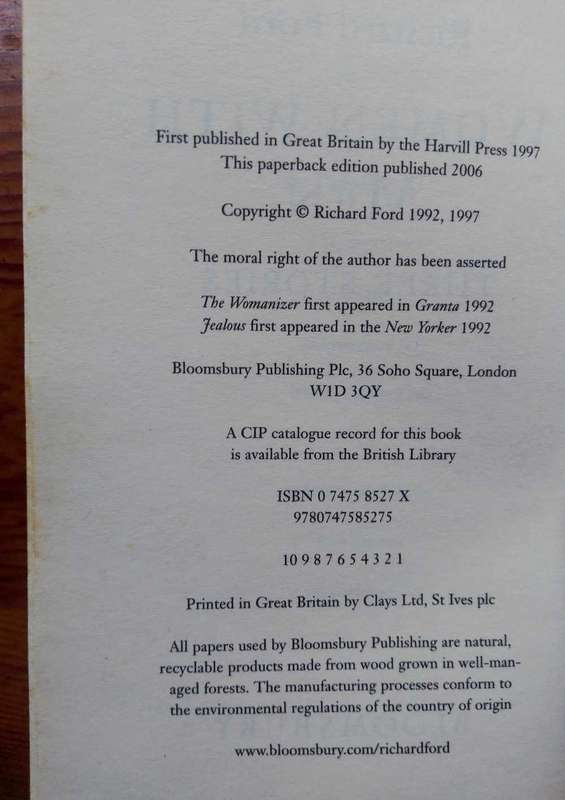 First published in Great Britain by the Harvill Press 1997
This paperback edition published 2006
Copyright © Richard Ford 1992, 1997
The moral right of the author has been asserted
The Womanizer first appeared in Granta 1992
Jealous first appeared in the New Yorker 1992
Bloomsbury Publishing Plc, 36 Soho Square, London
W1D 3QY
A CIP catalogue record for this book
is available from the British Library
ISBN 0 7475 8527 X
9780747585275
10 9 8 7 6 5 4 3 2 1
Printed in Great Britain by Clays Ltd, St Ives plc
All papers used by Bloomsbury Publishing are natural,
recyclable products made from wood grown in well-man-
aged forests. The manufacturing processes conform to
the environmental regulations of the country of origin
www.bloomsbury.com/richardford